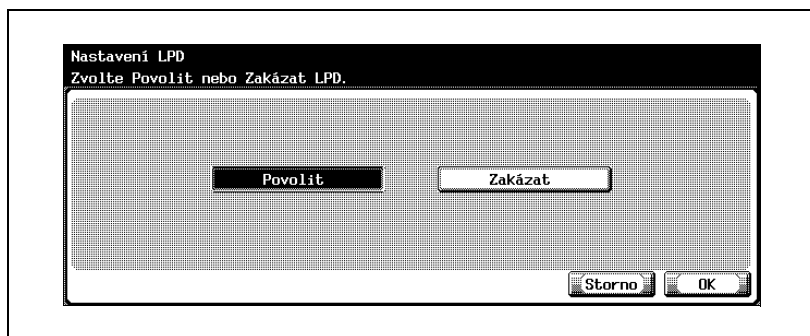 Nastavení LPD
Zvolte Povolit nebo Zakázat LPD.
Povolit Zakázat
Storno OK